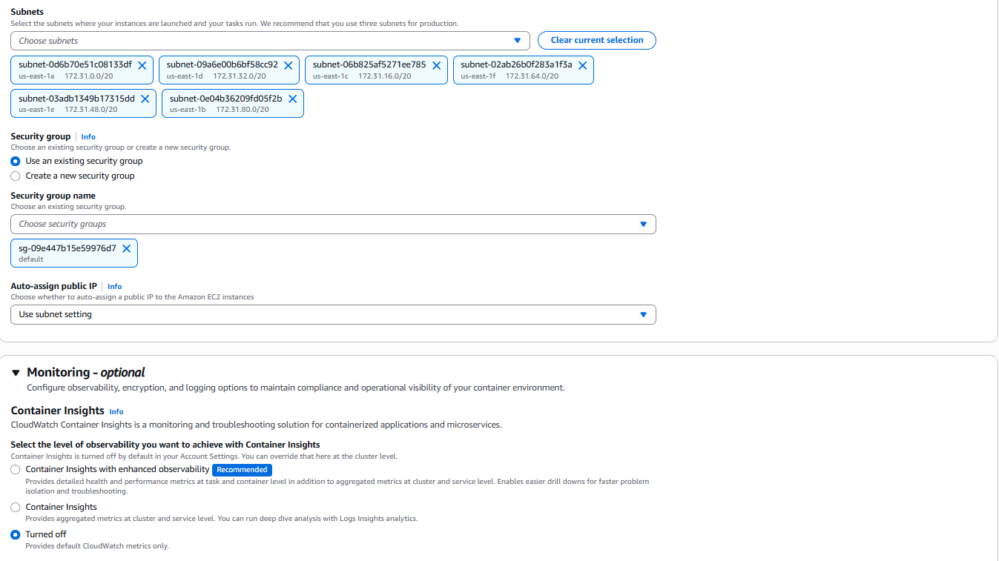 Subnets
Select the subnets where your instances are launched and your tasks run. We recommend that you use three subnets for production.
Choose subnets
Clear current selection
subnet-0d6b70e51c08133df
us-east-1a 172.31.0.0/20
subnet-09a6e00b6bf58cc92
us-east-1d 172.31.32.0/20
subnet-06b825af5271ee785
us-east-1c 172.31.16.0/20
subnet-02ab26b0f283a1f3a
us-east-1f 172.31.64.0/20
subnet-03adb1349b17315dd
us-east-1e 172.31.48.0/20
subnet-0e04b36209fd05f2b
us-east-1b 172.31.80.0/20
Security group Info
Choose an existing security group or create a new security group.
Use an existing security group
Create a new security group
Security group name
Choose an existing security group.
Choose security groups
sg-09e447b15e59976d7
default
Auto-assign public IP Info
Choose whether to auto-assign a public IP to the Amazon EC2 instances
Use subnet setting
Monitoring - optional
Configure observability, encryption, and logging options to maintain compliance and operational visibility of your container environment.
Container Insights Info
CloudWatch Container Insights is a monitoring and troubleshooting solution for containerized applications and microservices.
Select the level of observability you want to achieve with Container Insights
Container Insights is turned off by default in your Account Settings. You can override that here at the cluster level.
Container Insights with enhanced observability Recommended
Provides detailed health and performance metrics at task and container level in addition to aggregated metrics at cluster and service level. Enables easier drill downs for faster problem
isolation and troubleshooting.
Container Insights
Provides aggregated metrics at cluster and service level. You can run deep dive analysis with Logs Insights analytics.
Turned off
Provides default CloudWatch metrics only.